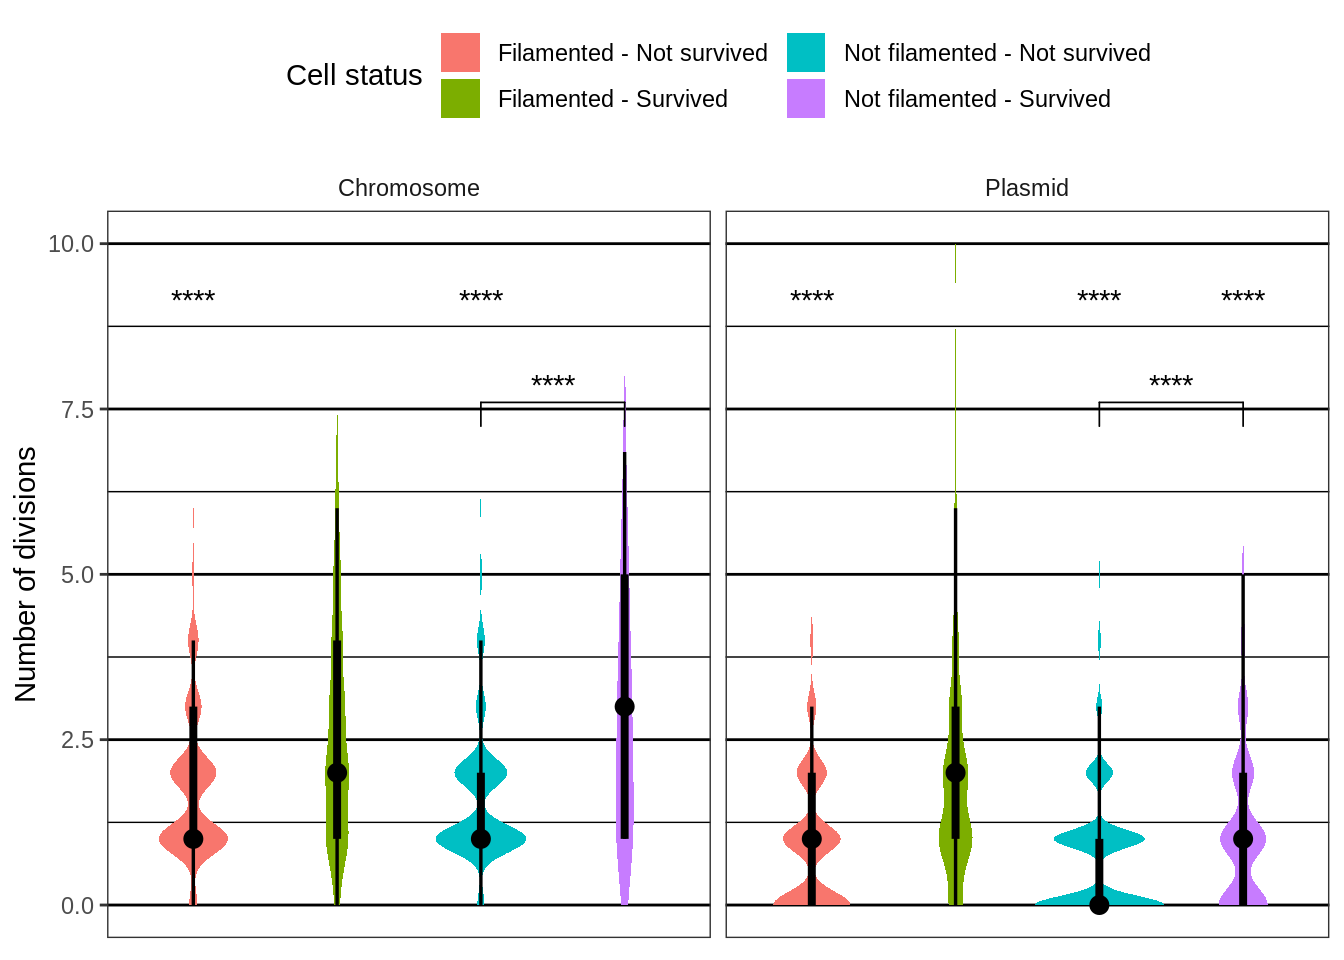 Cell status
Filamented - Not survived
Not filamented - Not survived
Filamented - Survived
Not filamented - Survived
Chromosome
Plasmid
10.0
**** **** **** **** ****
**** ****
7.5
5.0
2.5
0.0
Number of divisions